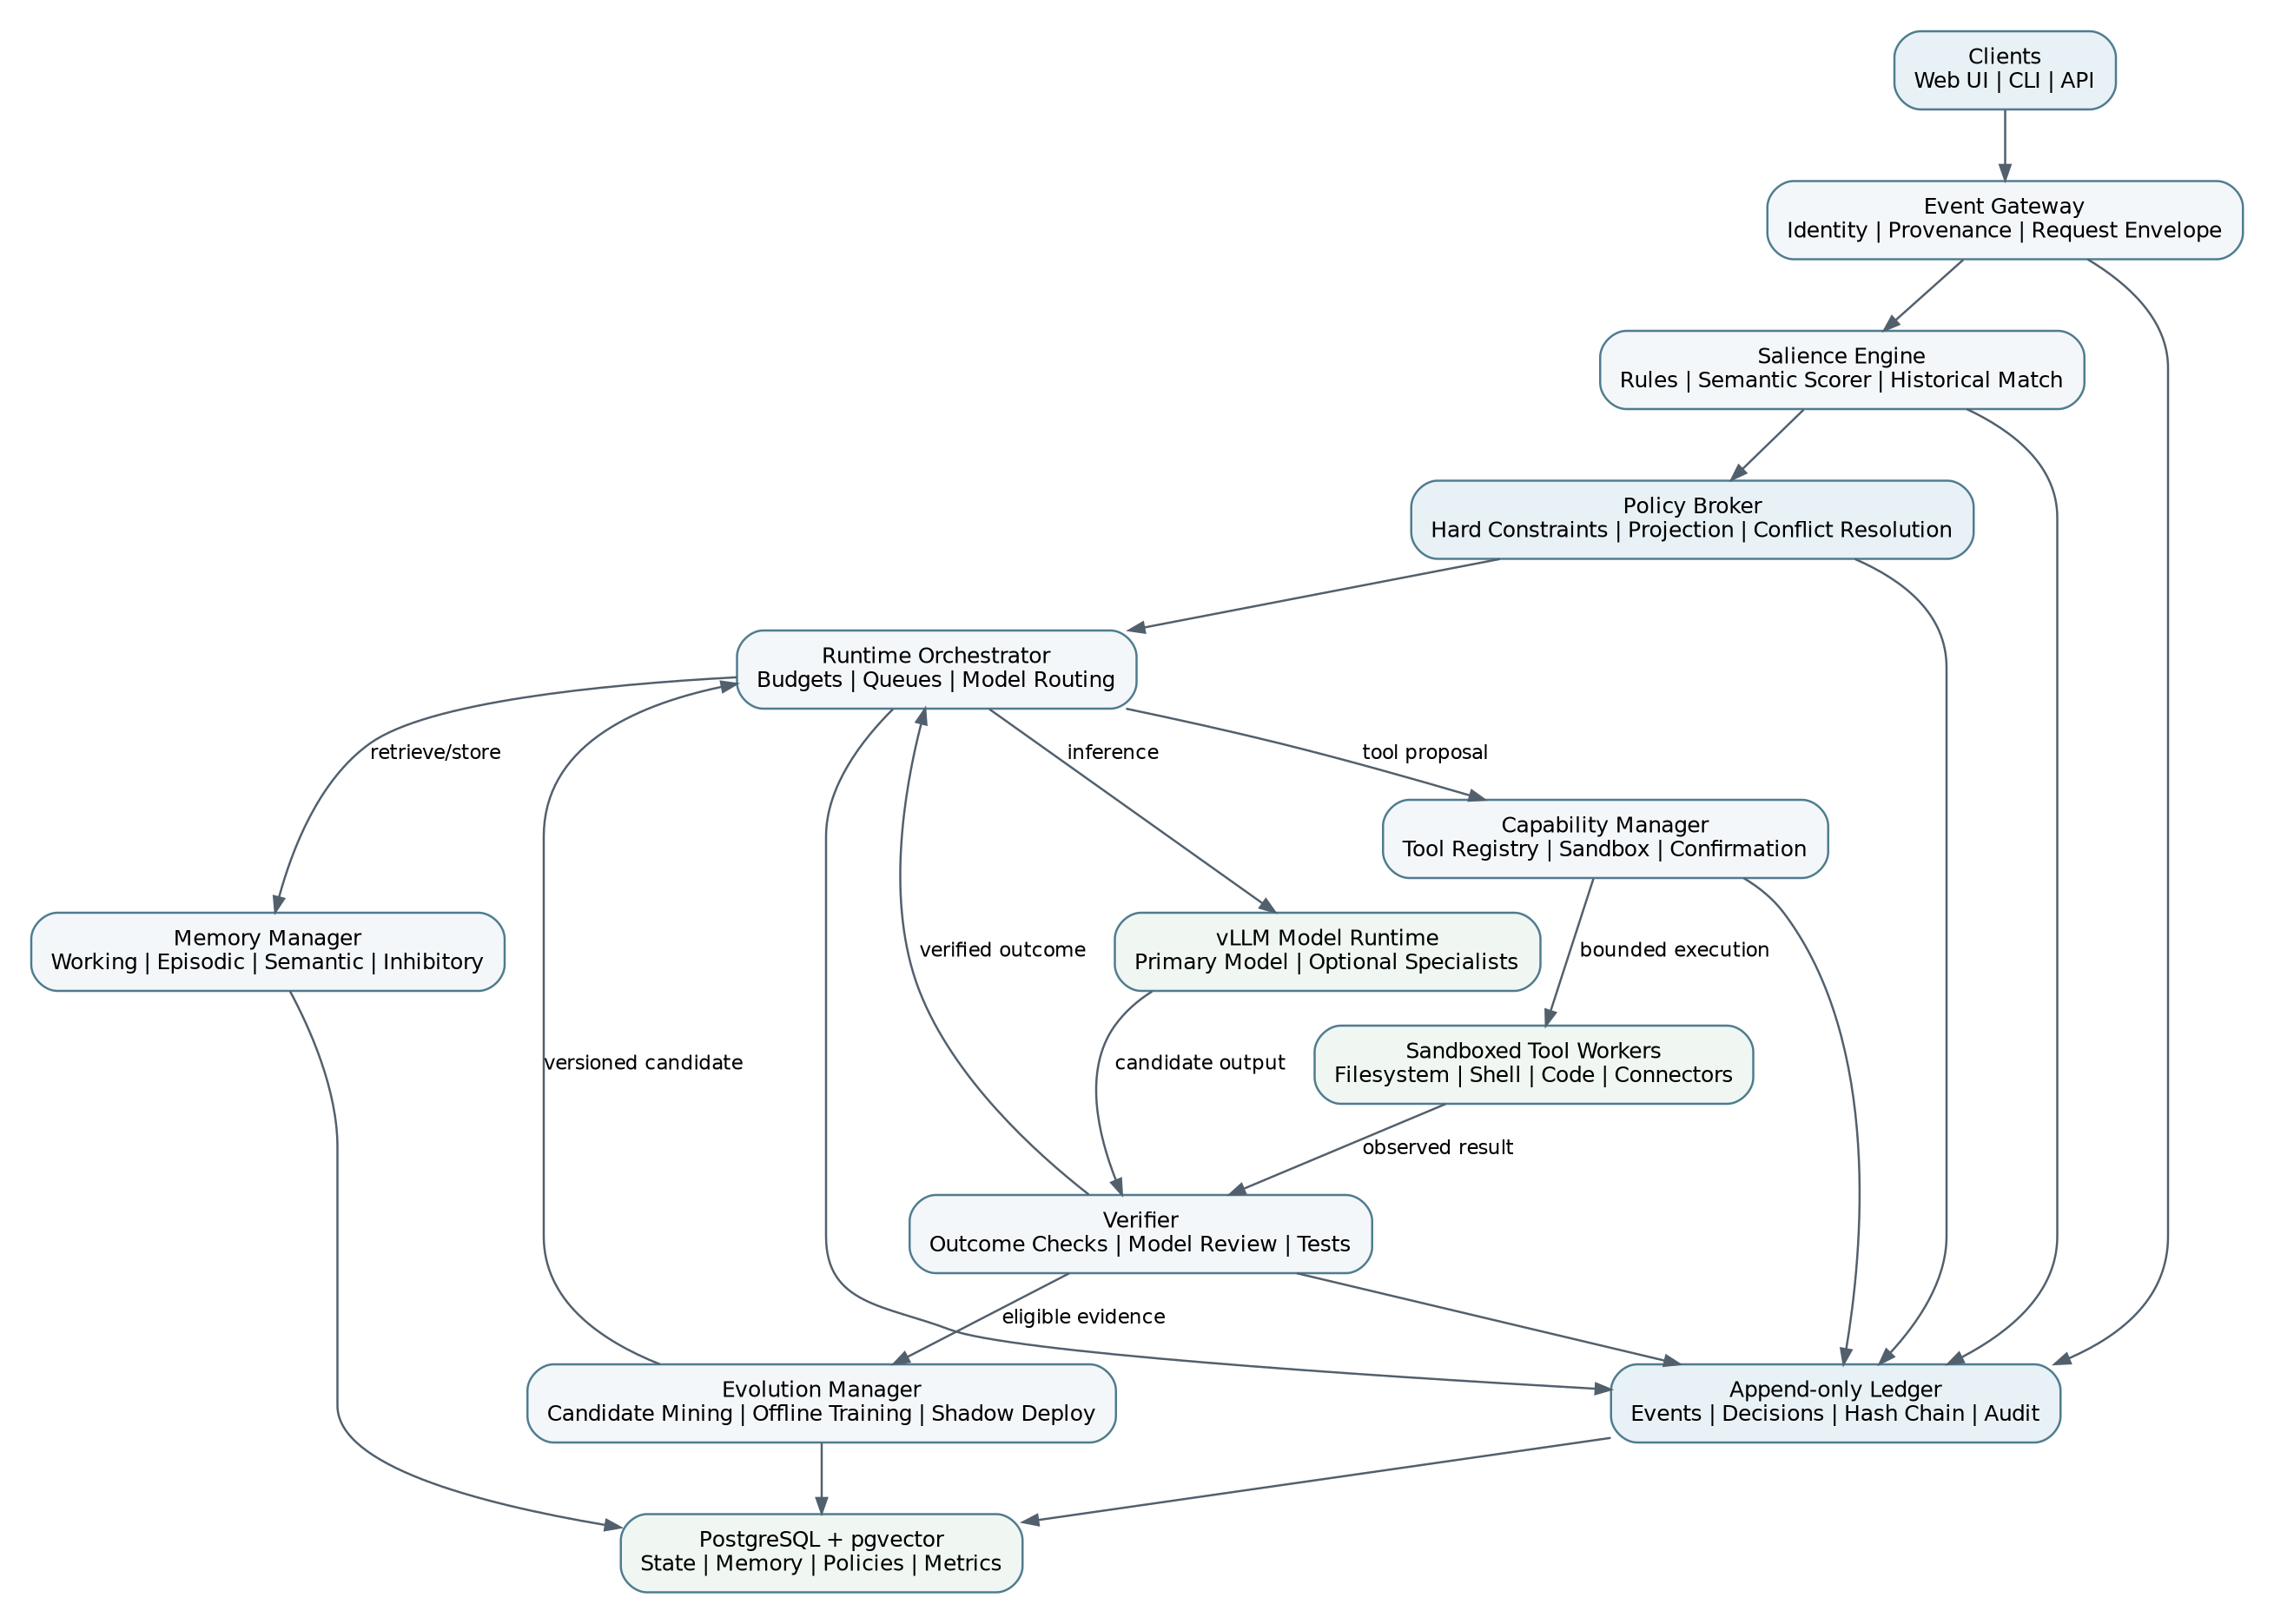 Clients
Web UI | CLI | API
Event Gateway
Identity | Provenance | Request Envelope
Salience Engine
Rules | Semantic Scorer | Historical Match
Policy Broker
Hard Constraints | Projection | Conflict Resolution
Runtime Orchestrator
Budgets | Queues | Model Routing
retrieve/store
inference
tool proposal
Capability Manager
Tool Registry | Sandbox | Confirmation
Memory Manager
Working | Episodic | Semantic | Inhibitory
verified outcome
vLLM Model Runtime
Primary Model | Optional Specialists
bounded execution
versioned candidate
candidate output
Sandboxed Tool Workers
Filesystem | Shell | Code | Connectors
observed result
Verifier
Outcome Checks | Model Review | Tests
eligible evidence
Evolution Manager
Candidate Mining | Offline Training | Shadow Deploy
Append-only Ledger
Events | Decisions | Hash Chain | Audit
PostgreSQL + pgvector
State | Memory | Policies | Metrics